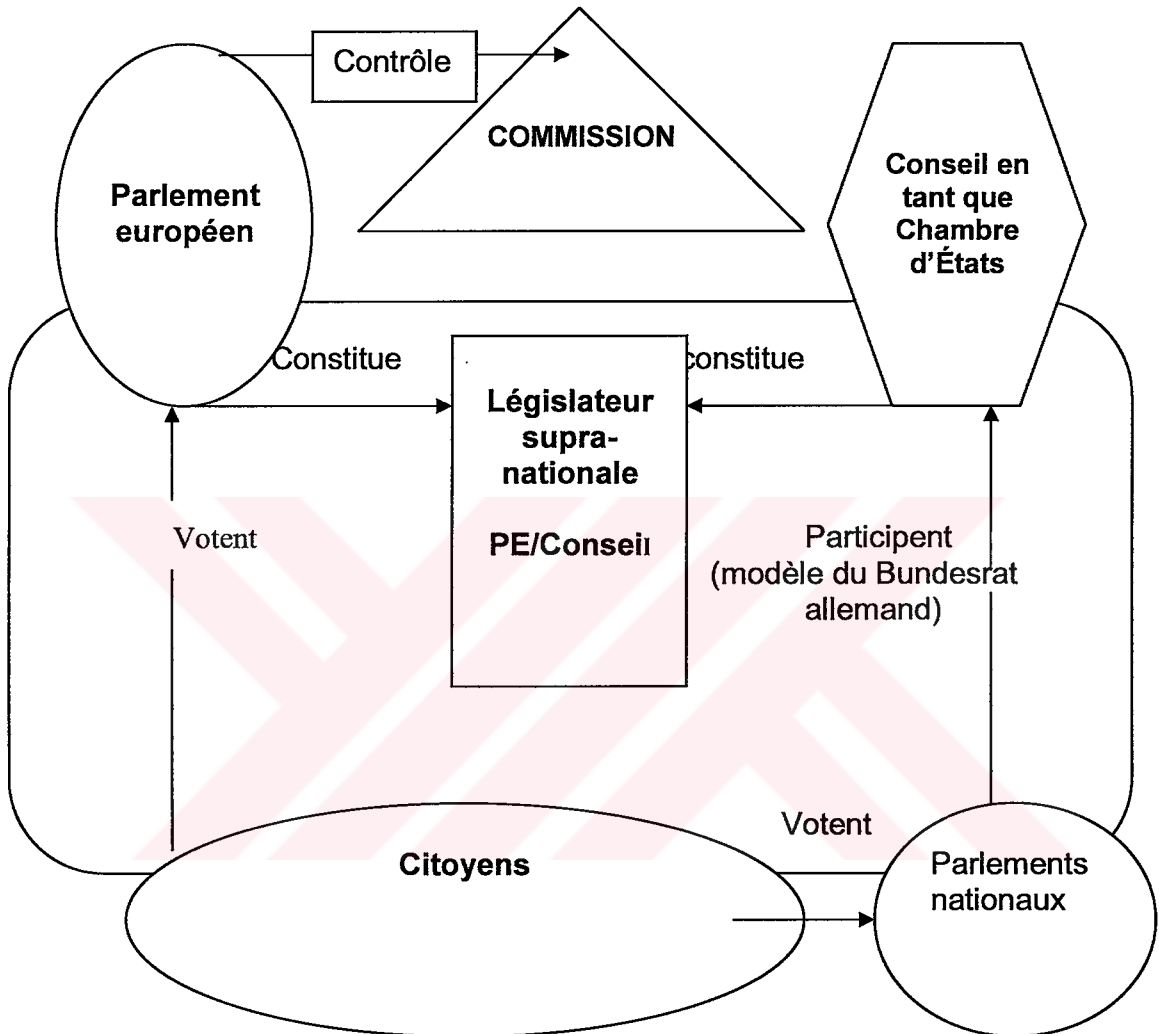 Contrôle
COMMISSION
Parlement
européen
Conseil en
tant que
Chambre
d'États
Constitue
constitue
Législateur
supra-
nationale
PE/Conseil
Votent
Participent
(modèle du Bundesrat
allemand)
Votent
Citoyens
Parlements
nationaux